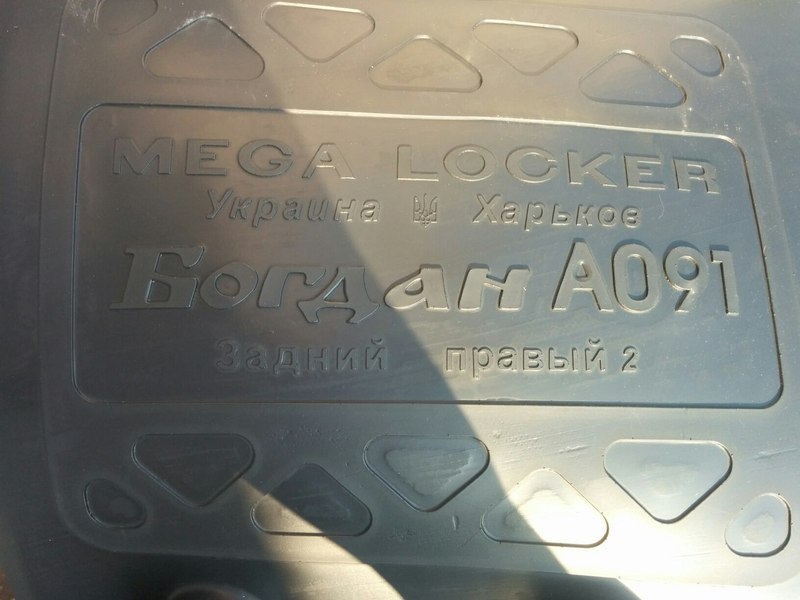 MEGA LOCKER
Украина Харьков
Богдан А091
Задний правый 2